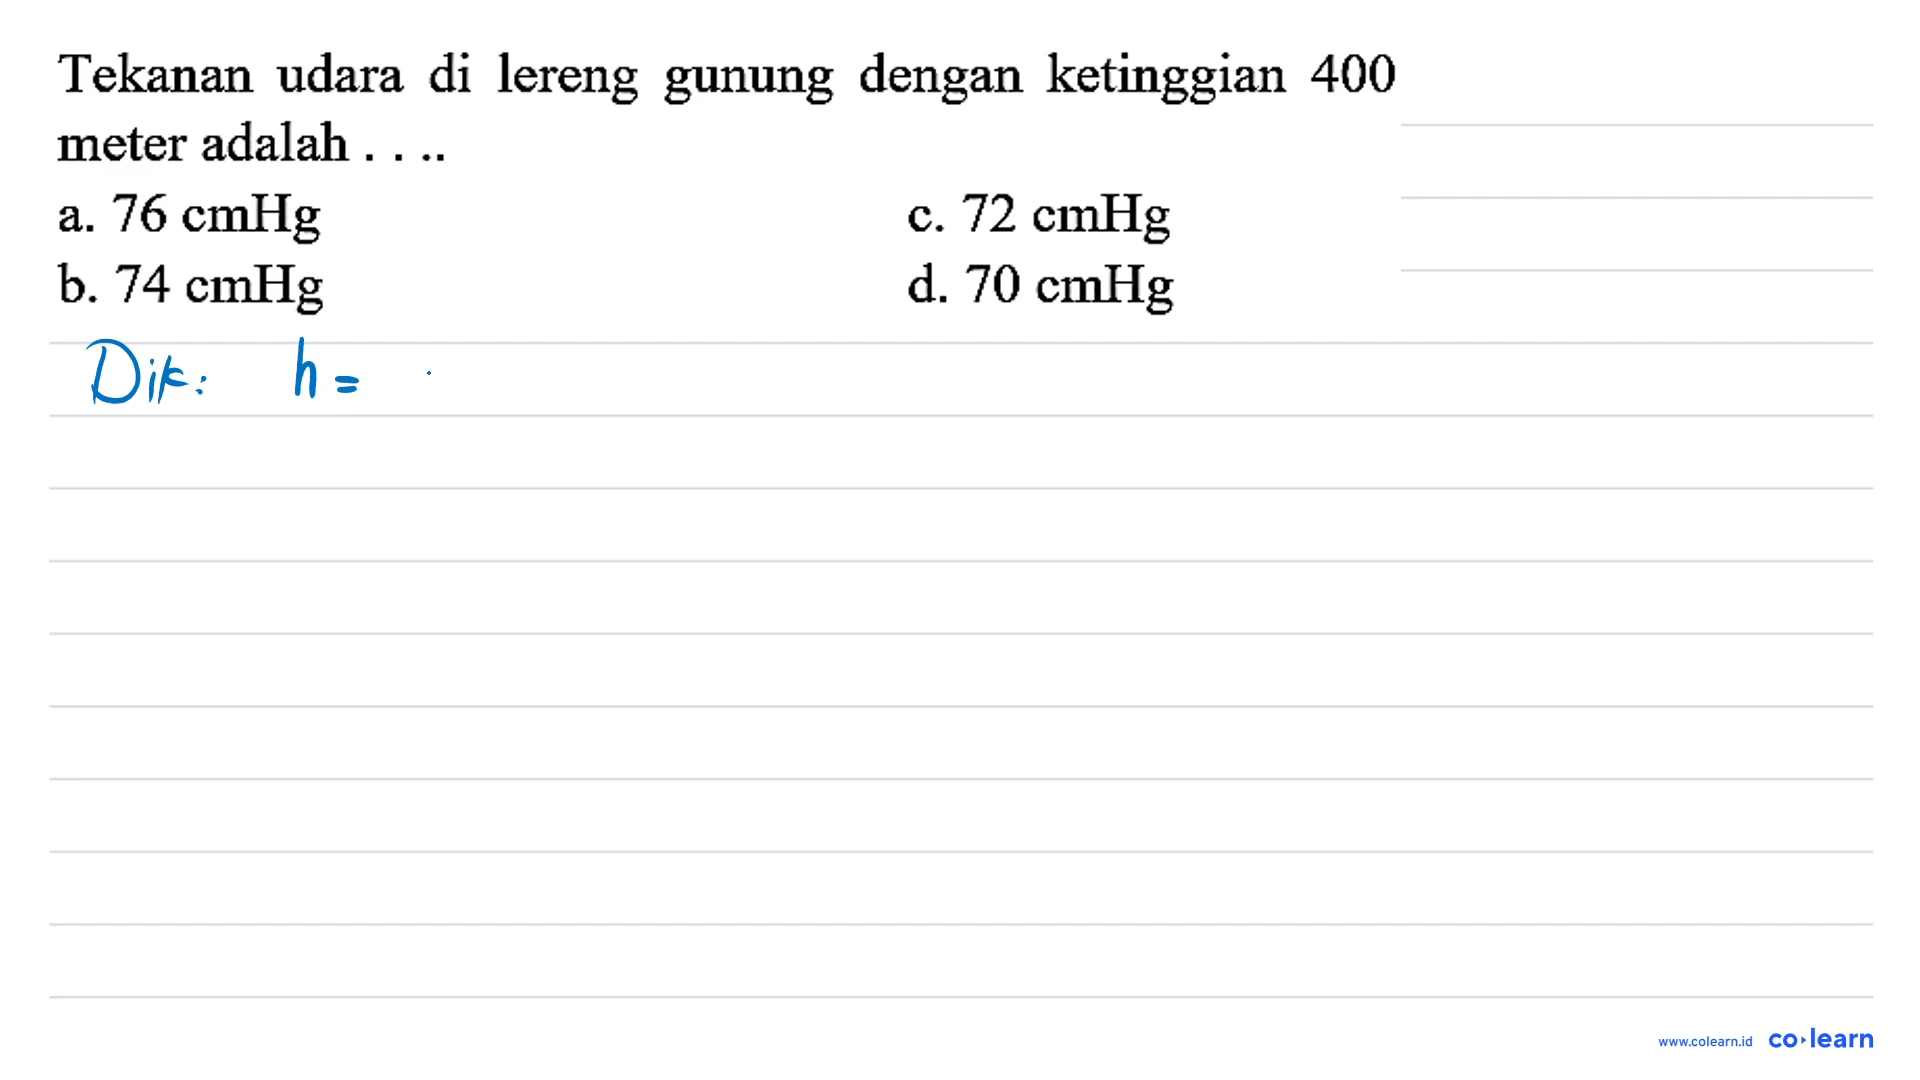 Tekanan udara di lereng gunung dengan ketinggian 400
meter adalah . . ..
a. 76 cmHg
c. 72 cmHg
b. 74 cmHg
d. 70 cmHg
Dik: h =
www.colearn.id co learn